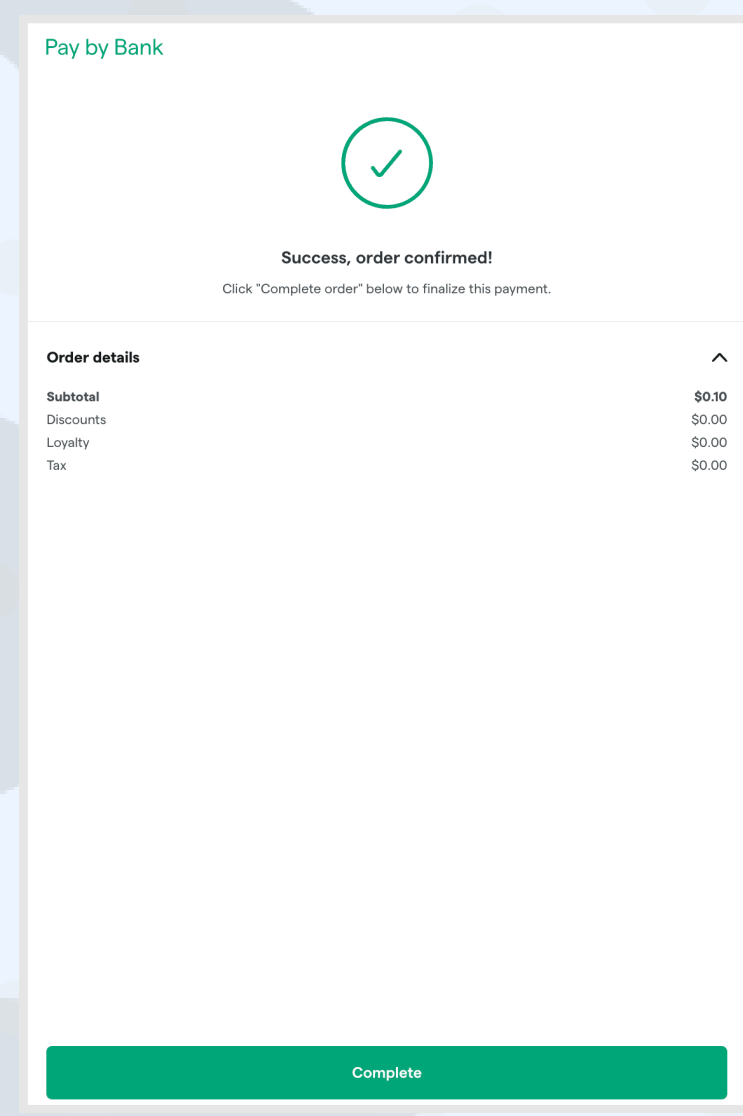 Pay by Bank
Success, order confirmed!
Click "Complete order" below to finalize this payment.
Order details
Subtotal $0.10
Discounts $0.00
Loyalty $0.00
Tax $0.00
Complete